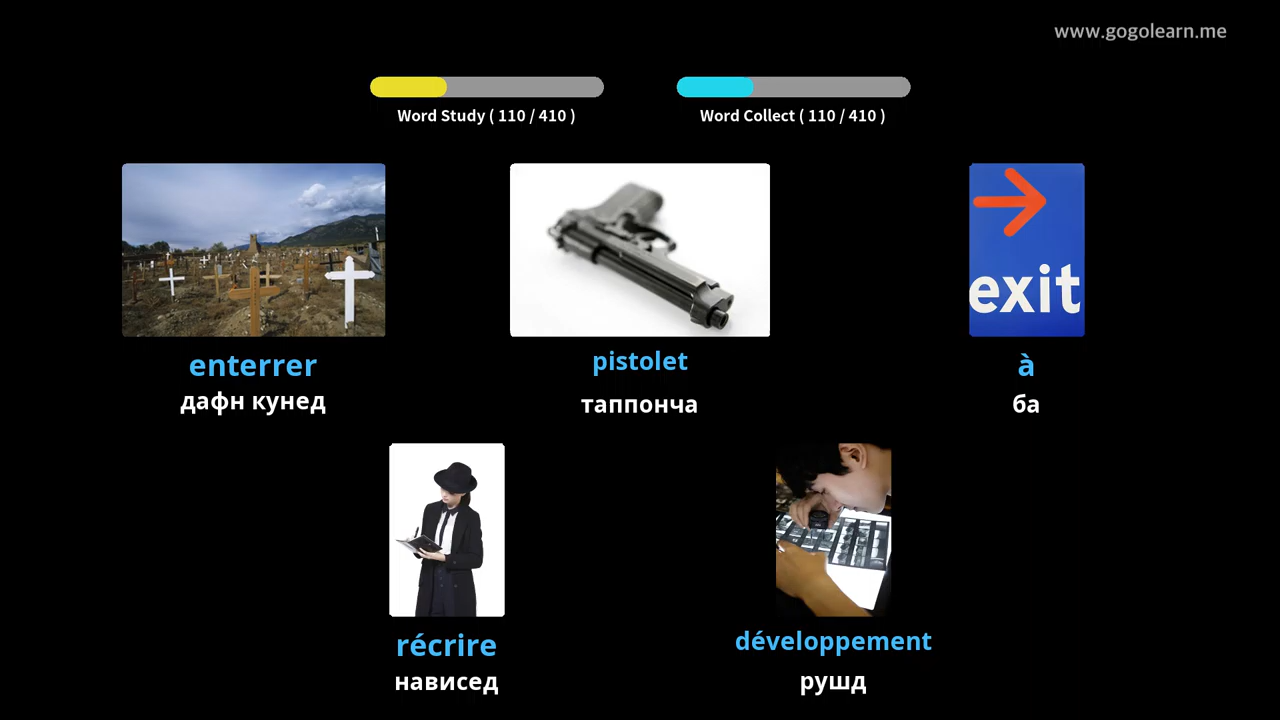 www.gogolearn.me
Word Study ( 110 / 410 )
Word Collect ( 110 / 410 )
exit
enterrer
дафн кунед
pistolet
таппонча
à
ба
récrire
нависед
développement
рушд